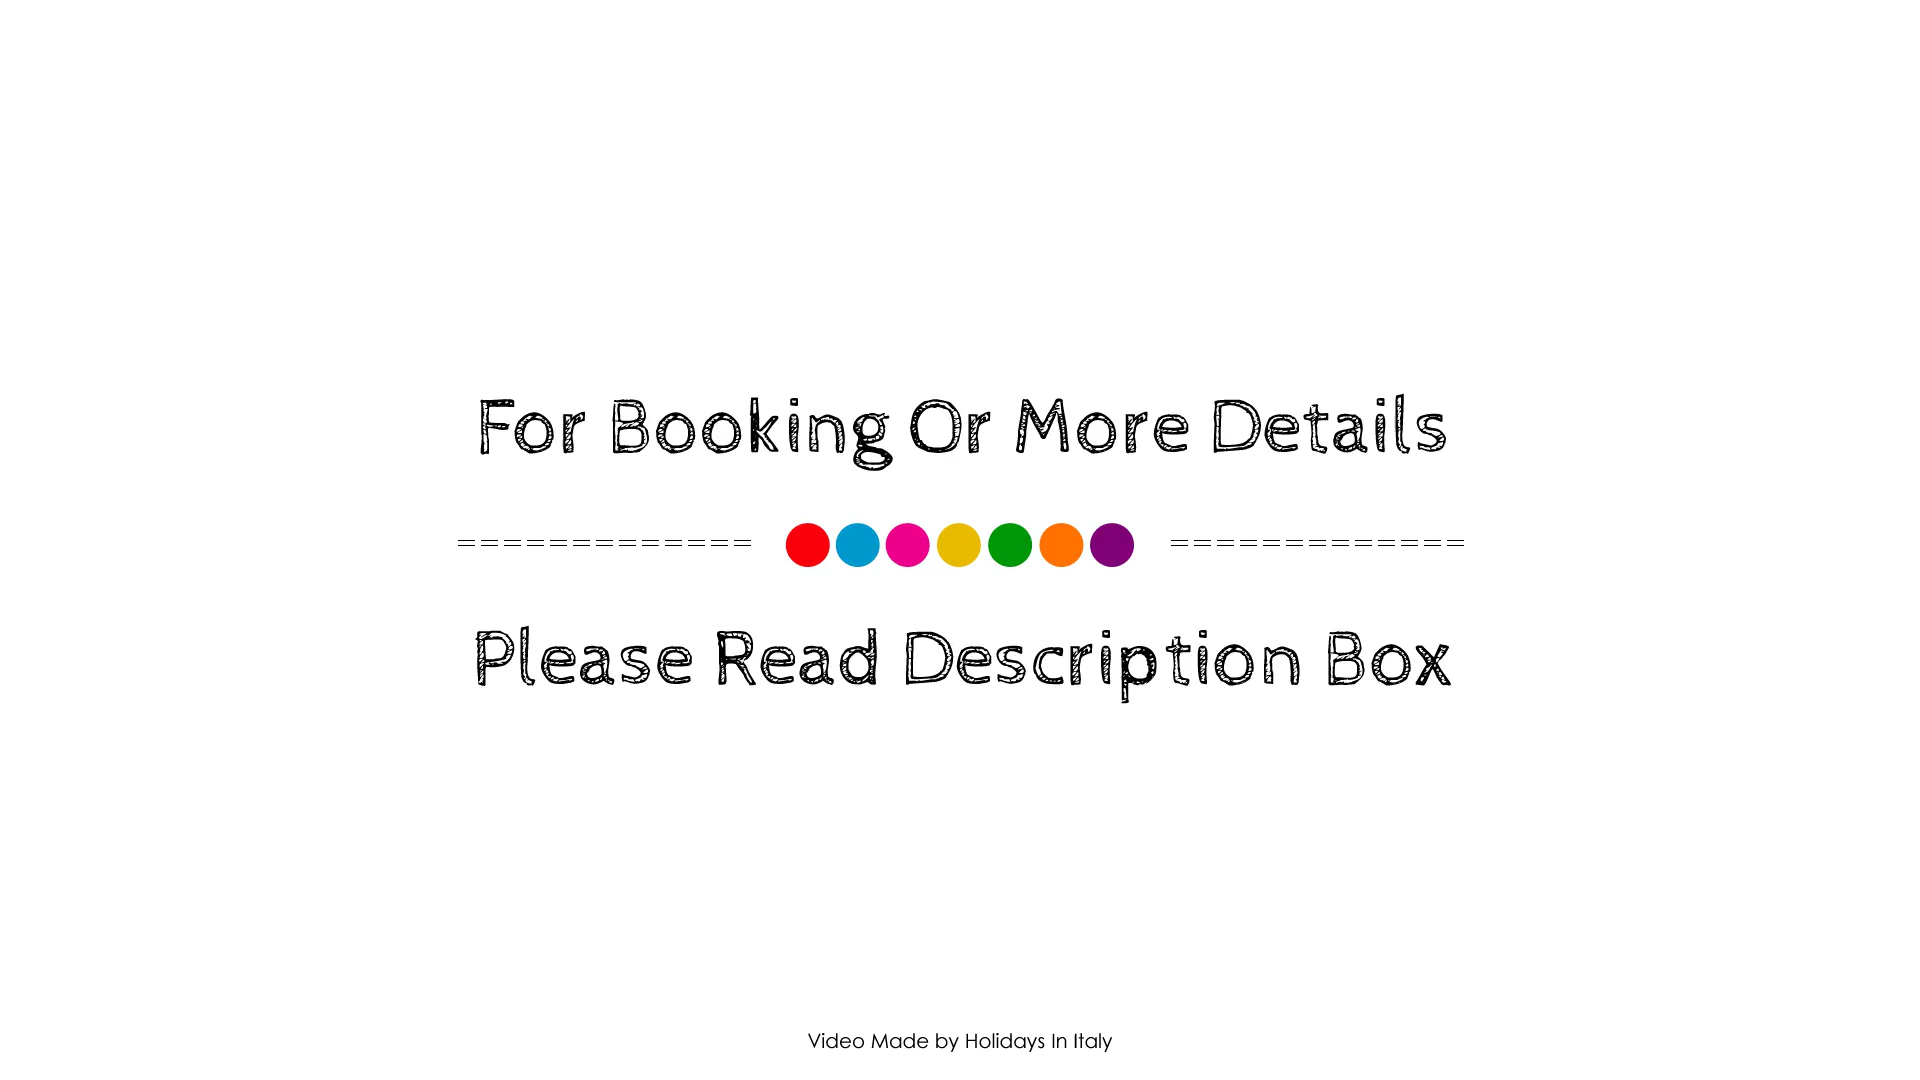 For Booking Or More Details
============= =============
Please Read Description Box
Video Made by Holidays In Italy